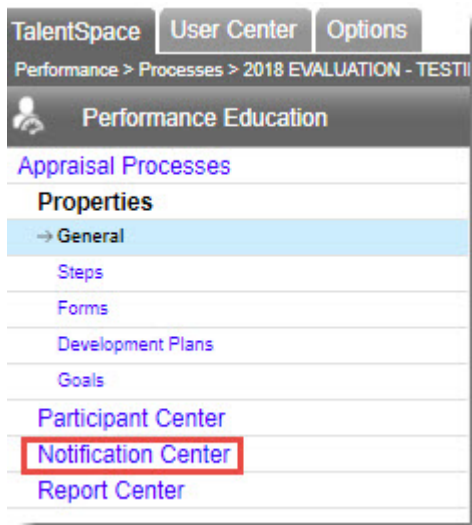 TalentSpace User Center Options
Performance > Processes > 2018 EVALUATION - TESTI
Performance Education
Appraisal Processes
Properties
→ General
Steps
Forms
Development Plans
Goals
Participant Center
Notification Center
Report Center